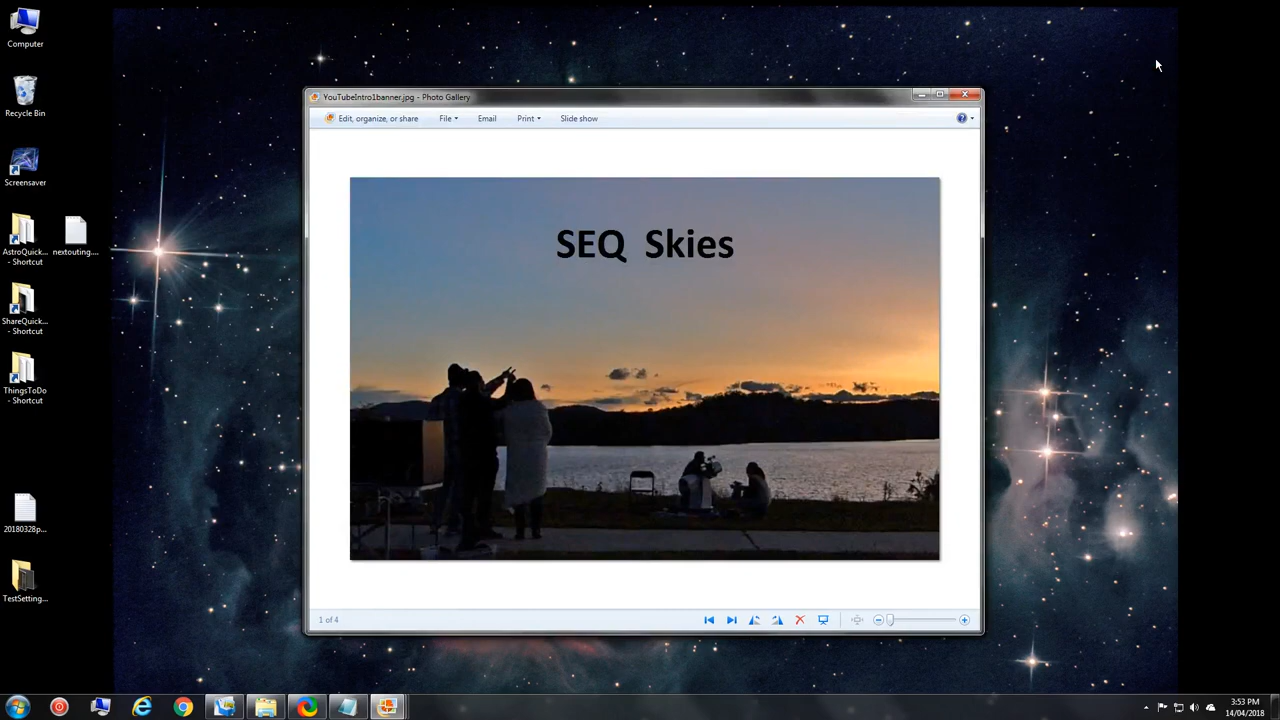 Computer
Recycle Bin
Screensaver
AstroQuick...
- Shortcut
nextouting....
ShareQuick...
- Shortcut
ThingsToDo
- Shortcut
20180328p...
TestSetting...
YouTubeIntro1banner.jpg - Photo Gallery
Edit, organize, or share
File
Email
Print
Slide show
SEQ Skies
1 of 4
3:53 PM
14/04/2018